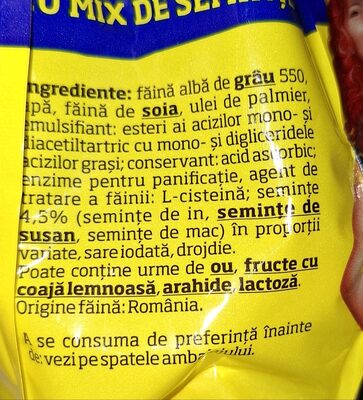 MIX DE SEMINȚE
Ingrediente: făină albă de grâu 550,
apă, făină de soia, ulei de palmier,
emulsifiant: esteri ai acizilor mono- și
diacetiltartric cu mono- și digliceridele
acizilor grași; conservant: acid ascorbic;
enzime pentru panificație, agent de
tratare a făinii: L-cisteină; semințe
4,5% (semințe de in, semințe de
susan, semințe de mac) în proporții
variate, sare iodată, drojdie.
Poate conține urme de ou, fructe cu
coajă lemnoasă, arahide, lactoză.
Origine făină: România.
A se consuma de preferință înainte
de: vezi pe spatele ambalajului.